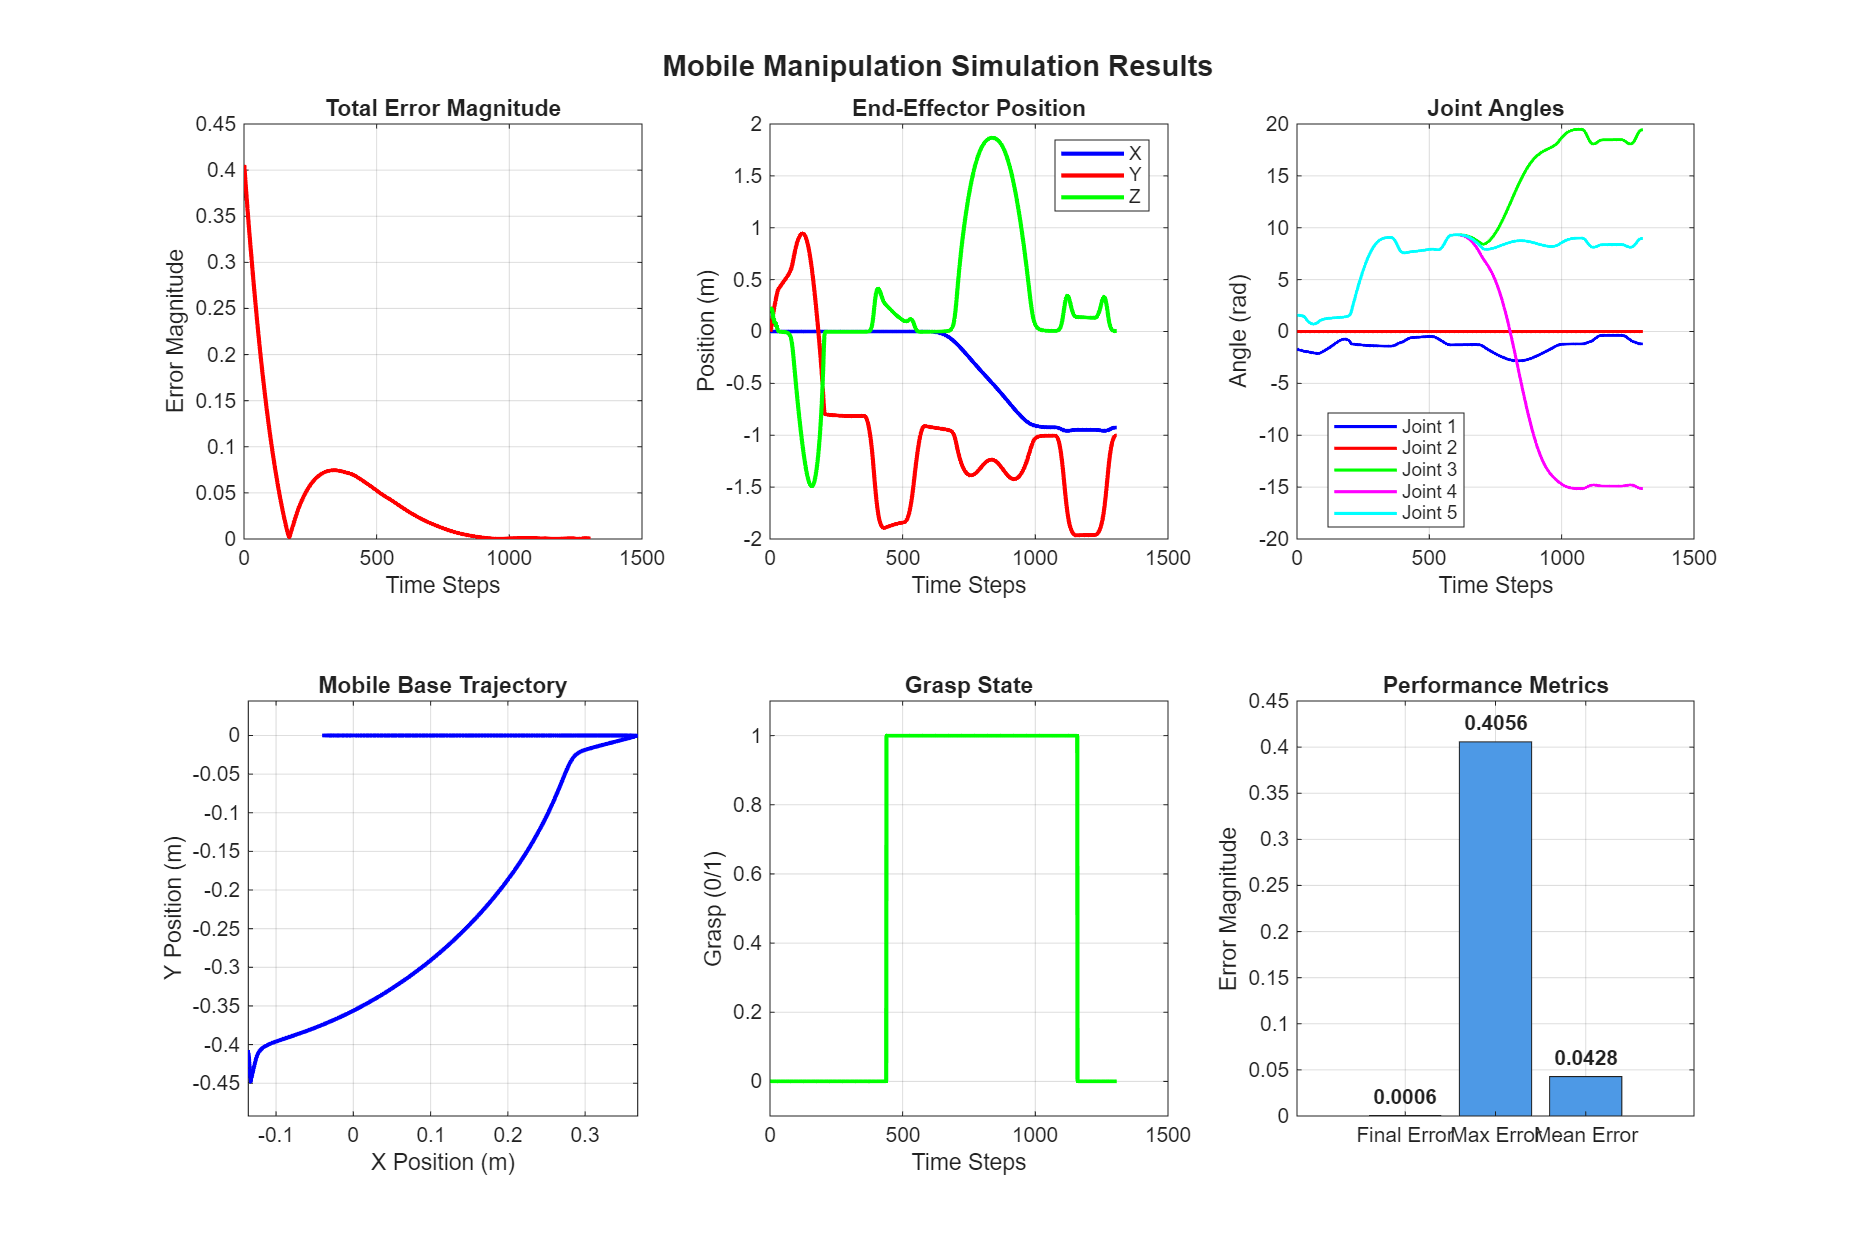 Mobile Manipulation Simulation Results
Total Error Magnitude
0.45
0.4
0.35
0.3
0.25
0.2
0.15
0.1
0.05
0
0 500 1000 1500
Error Magnitude
Time Steps
End-Effector Position
2
1.5
1
0.5
0
-0.5
-1
-1.5
-2
0 500 1000 1500
Position (m)
Time Steps
X
Y
Z
Joint Angles
20
15
10
5
0
-5
-10
-15
-20
0 500 1000 1500
Angle (rad)
Time Steps
Joint 1
Joint 2
Joint 3
Joint 4
Joint 5
Mobile Base Trajectory
0
-0.05
-0.1
-0.15
-0.2
-0.25
-0.3
-0.35
-0.4
-0.45
-0.1 0 0.1 0.2 0.3
Y Position (m)
X Position (m)
Grasp State
1
0.8
0.6
0.4
0.2
0
0 500 1000 1500
Grasp (0/1)
Time Steps
Performance Metrics
0.45
0.4
0.35
0.3
0.25
0.2
0.15
0.1
0.05
0
Error Magnitude
0.0006
0.4056
0.0428
Final Error Max Error Mean Error